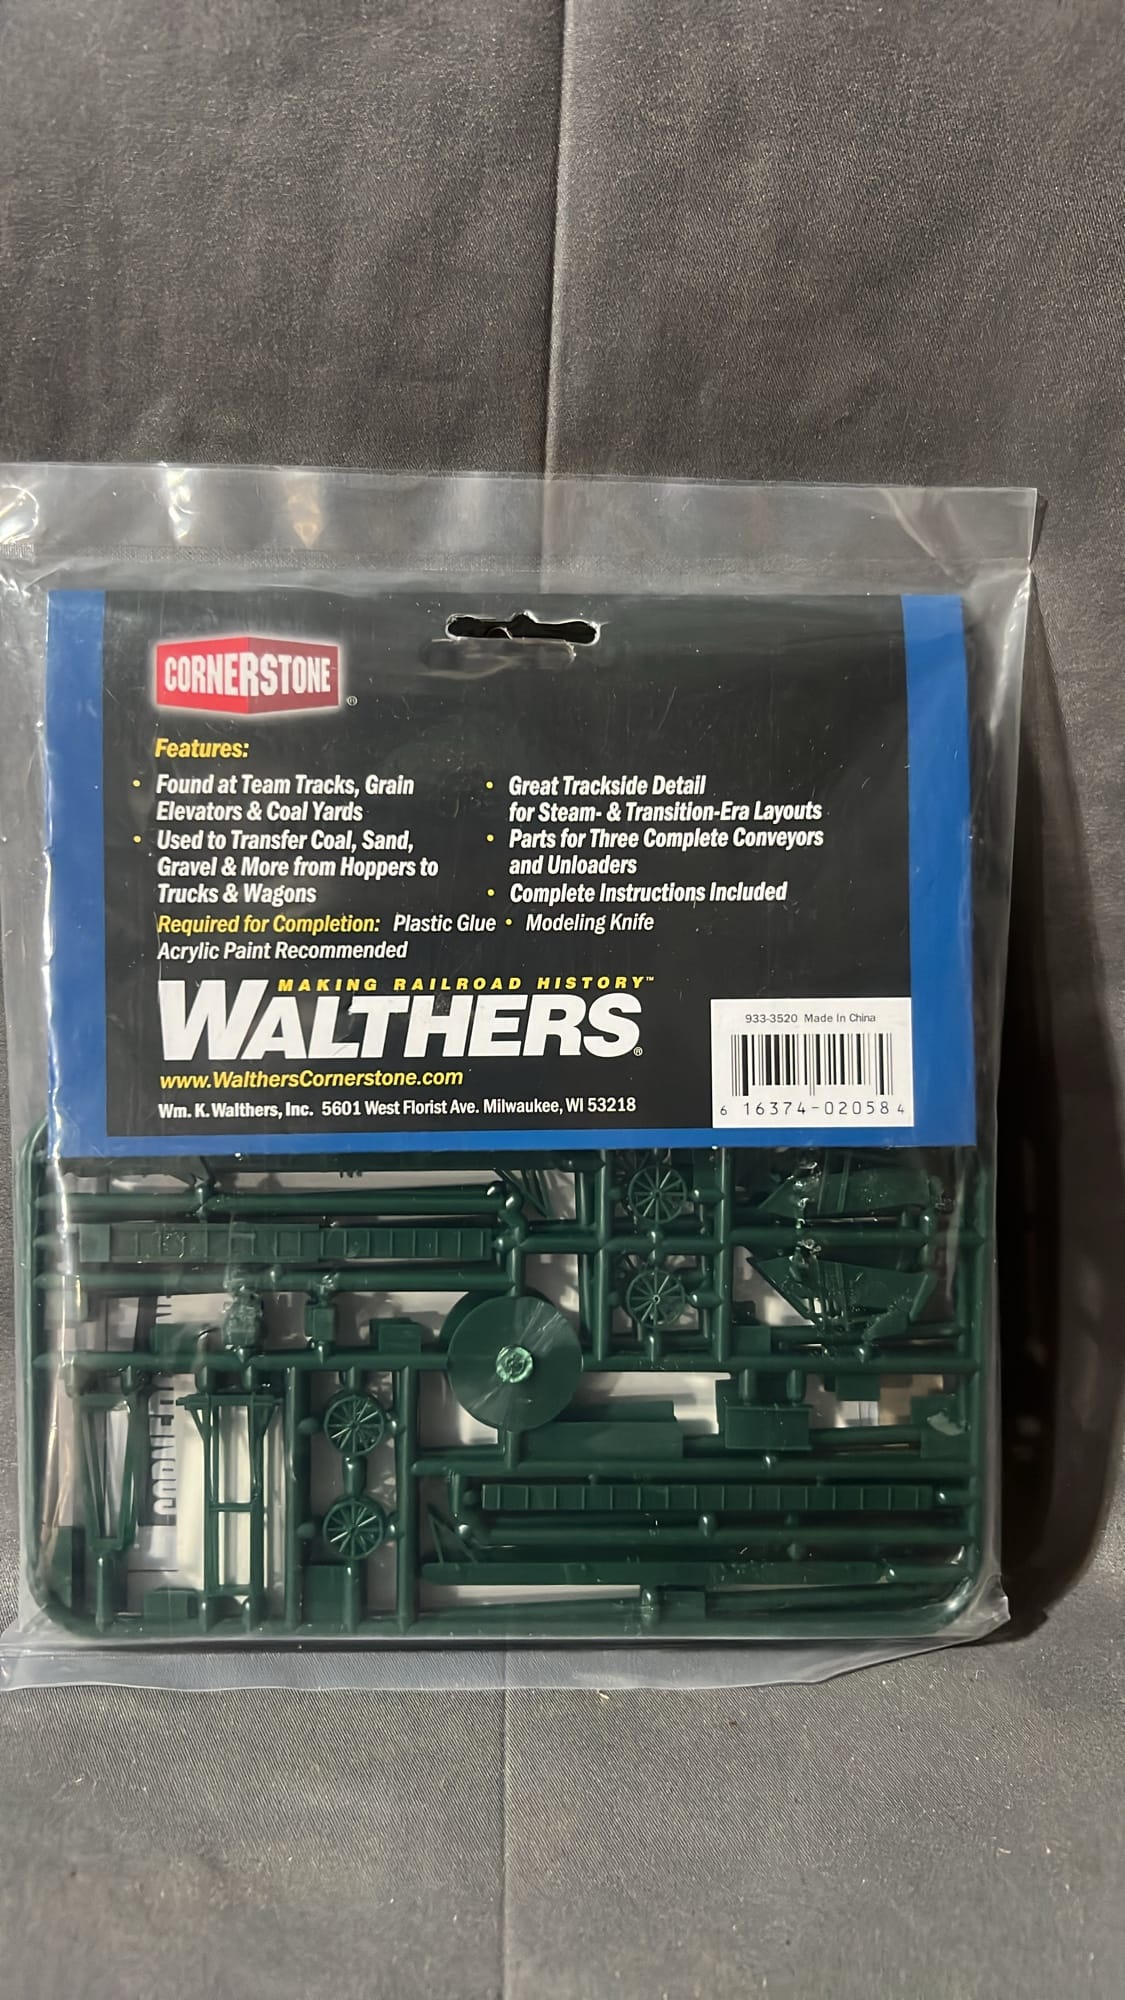 CORNERSTONE®
Features:
• Found at Team Tracks, Grain
Elevators & Coal Yards
• Used to Transfer Coal, Sand,
Gravel & More from Hoppers to
Trucks & Wagons
• Great Trackside Detail
for Steam- & Transition-Era Layouts
• Parts for Three Complete Conveyors
and Unloaders
• Complete Instructions Included
Required for Completion: Plastic Glue • Modeling Knife
Acrylic Paint Recommended
MAKING RAILROAD HISTORY™
WALTHERS®
www.WalthersCornerstone.com
Wm. K. Walthers, Inc. 5601 West Florist Ave. Milwaukee, WI 53218
933-3520 Made In China
6 16374-02058 4